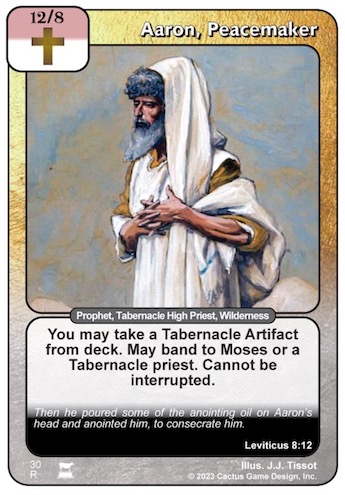 12/8
Aaron, Peacemaker
Prophet, Tabernacle High Priest, Wilderness
You may take a Tabernacle Artifact
from deck. May band to Moses or a
Tabernacle priest. Cannot be
interrupted.
Then he poured some of the anointing oil on Aaron's
head and anointed him, to consecrate him.
Leviticus 8:12
30
R
Illus. J.J. Tissot
© 2023 Cactus Game Design, Inc.